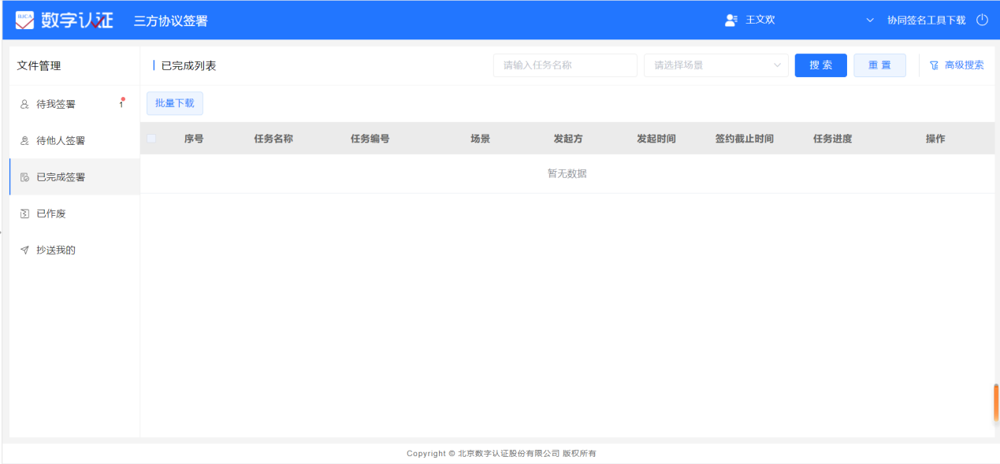 BJCA 数字认证 三方协议签署 王文欢 协同签名工具下载
文件管理 已完成列表 请输入任务名称 请选择场景 搜索 重置 高级搜索
待我签署 1 批量下载
序号 任务名称 任务编号 场景 发起方 发起时间 签约截止时间 任务进度 操作
待他人签署
暂无数据
已完成签署
已作废
抄送我的
Copyright © 北京数字认证股份有限公司 版权所有